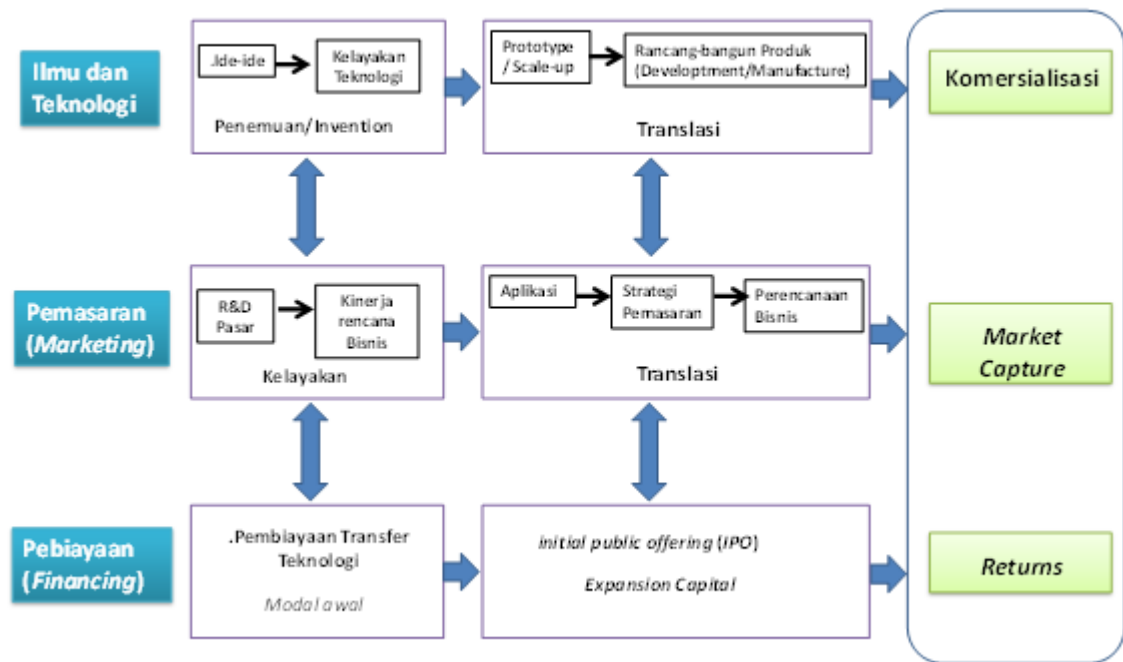 Ilmu dan
Teknologi
.Ide-ide
Kelayakan
Teknologi
Penemuan/ Invention
Prototype
/ Scale-up
Rancang-bangun Produk
(Developtment/Manufacture)
Translasi
Komersialisasi
Pemasaran
(Marketing)
R&D
Pasar
Kinerja
rencana
Bisnis
Kelayakan
Aplikasi
Strategi
Pemasaran
Perencanaan
Bisnis
Translasi
Market
Capture
Pebiayaan
(Financing)
.Pembiayaan Transfer
Teknologi
Modal awal
initial public offering (IPO)
Expansion Capital
Returns